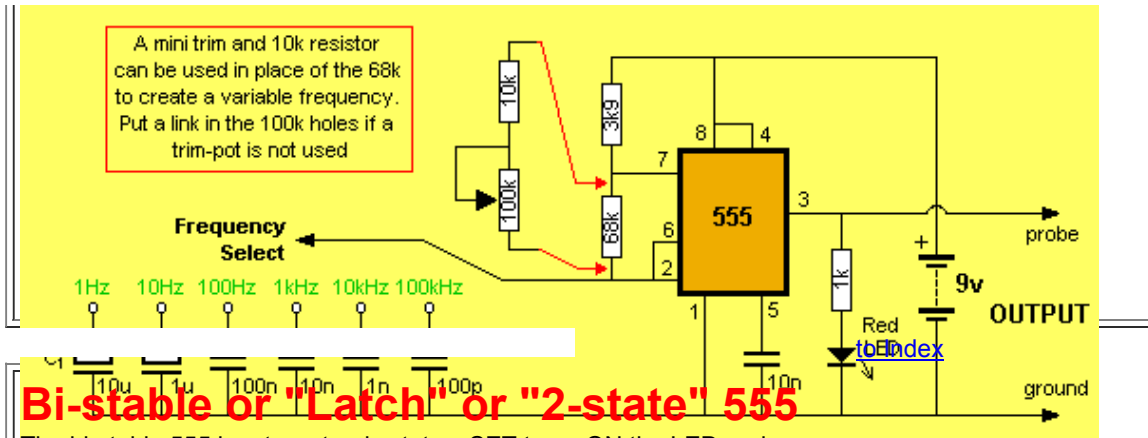 A mini trim and 10k resistor
can be used in place of the 68k
to create a variable frequency.
Put a link in the 100k holes if a
trim-pot is not used
10k
3k9
8
4
7
100k
68k
555
3
6
2
probe
Frequency
Select
1Hz 10Hz 100Hz 1kHz 10kHz 100kHz
1k
+
9v
1
5
OUTPUT
Red
LED
to Index
10u
1u
100n
10n
1n
100p
10n
ground
Bi-stable or "Latch" or "2-state" 555